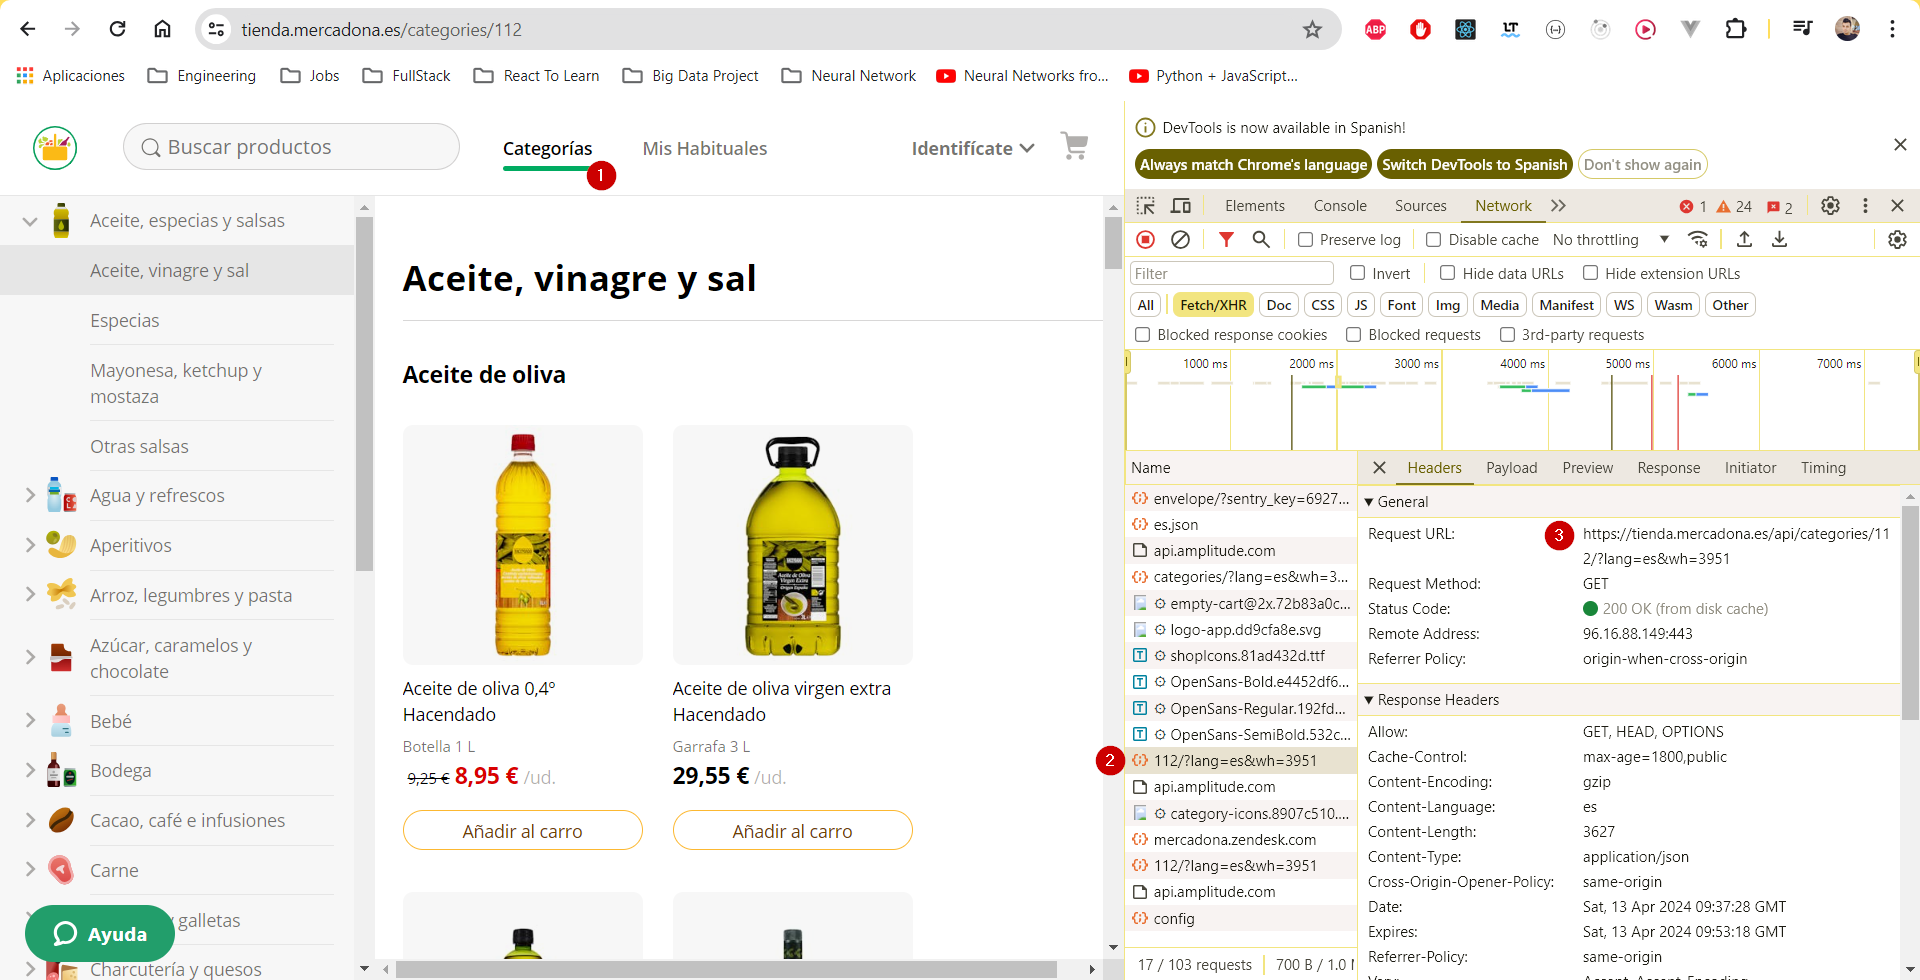 tienda.mercadona.es/categories/112
ABP
LT
Aplicaciones
Engineering
Jobs
FullStack
React To Learn
Big Data Project
Neural Network
Neural Networks fro...
Python + JavaScript...
Buscar productos
Categorías
1
Mis Habituales
Identifícate
Aceite, especias y salsas
Aceite, vinagre y sal
Especias
Mayonesa, ketchup y
mostaza
Otras salsas
Agua y refrescos
Aperitivos
Arroz, legumbres y pasta
Azúcar, caramelos y
chocolate
Bebé
Bodega
Cacao, café e infusiones
Carne
y galletas
Charcutería y quesos
Ayuda
Aceite, vinagre y sal
Aceite de oliva
Aceite de oliva 0,4º
Hacendado
Botella 1 L
9,25 € 8,95 € /ud.
Añadir al carro
Aceite de oliva virgen extra
Hacendado
Garrafa 3 L
29,55 € /ud.
Añadir al carro
DevTools is now available in Spanish!
Always match Chrome's language
Switch DevTools to Spanish
Don't show again
Elements
Console
Sources
Network
1
24
2
Preserve log
Disable cache
No throttling
Filter
Invert
Hide data URLs
Hide extension URLs
All
Fetch/XHR
Doc
CSS
JS
Font
Img
Media
Manifest
WS
Wasm
Other
Blocked response cookies
Blocked requests
3rd-party requests
1000 ms
2000 ms
3000 ms
4000 ms
5000 ms
6000 ms
7000 ms
Name
envelope/?sentry_key=6927...
es.json
api.amplitude.com
categories/?lang=es&wh=3...
empty-cart@2x.72b83a0c...
logo-app.dd9cfa8e.svg
shopIcons.81ad432d.ttf
OpenSans-Bold.e4452df6...
OpenSans-Regular.192fd...
OpenSans-SemiBold.532c...
2
112/?lang=es&wh=3951
api.amplitude.com
category-icons.8907c510....
mercadona.zendesk.com
112/?lang=es&wh=3951
api.amplitude.com
config
17 / 103 requests
700 B / 1.0 
Headers
Payload
Preview
Response
Initiator
Timing
General
Request URL:
3
https://tienda.mercadona.es/api/categories/11
2/?lang=es&wh=3951
Request Method:
GET
Status Code:
200 OK (from disk cache)
Remote Address:
96.16.88.149:443
Referrer Policy:
origin-when-cross-origin
Response Headers
Allow:
GET, HEAD, OPTIONS
Cache-Control:
max-age=1800,public
Content-Encoding:
gzip
Content-Language:
es
Content-Length:
3627
Content-Type:
application/json
Cross-Origin-Opener-Policy:
same-origin
Date:
Sat, 13 Apr 2024 09:37:28 GMT
Expires:
Sat, 13 Apr 2024 09:53:18 GMT
Referrer-Policy:
same-origin